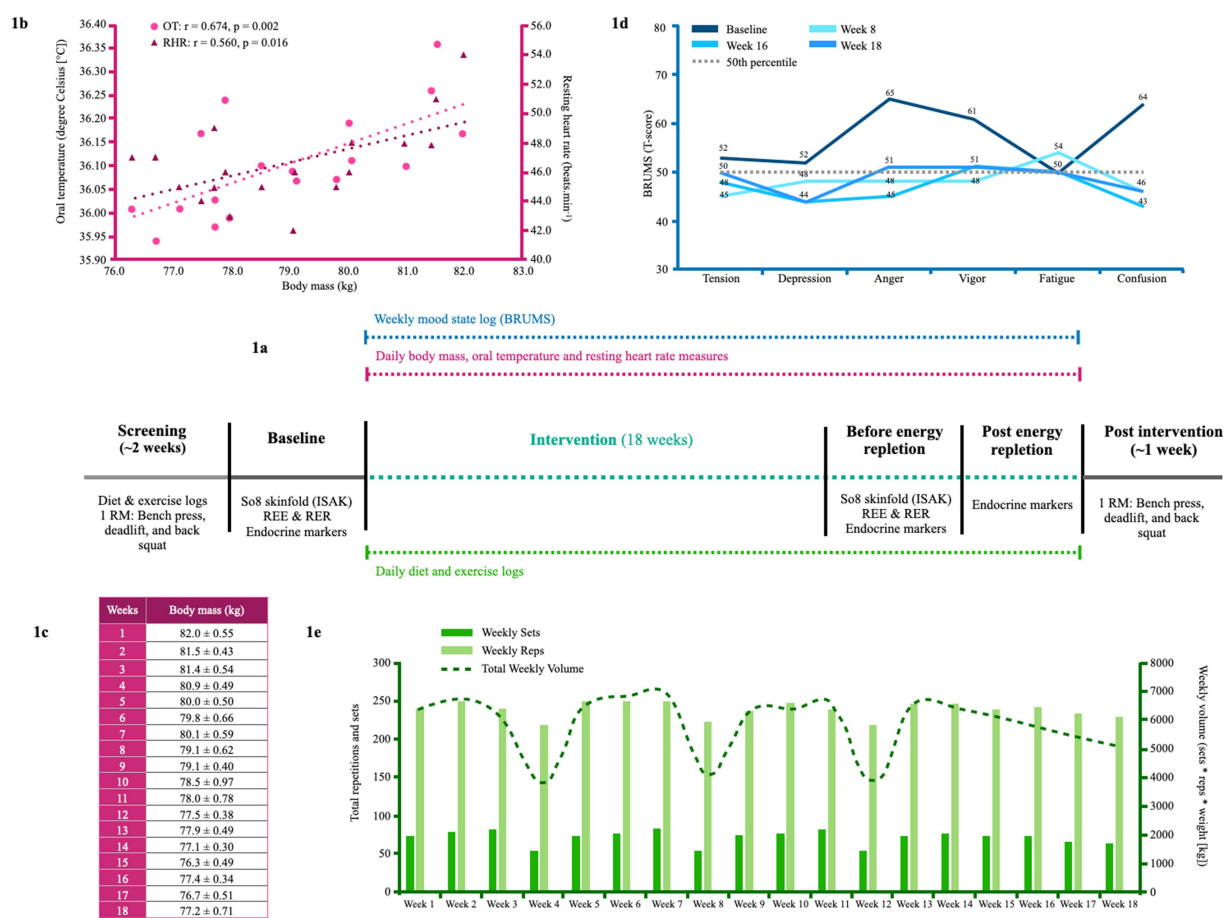 1b
OT: r = 0.674, p = 0.002
RHR: r = 0.560, p = 0.016
Oral temperature (degree Celsius [°C])
36.40
36.35
36.30
36.25
36.20
36.15
36.10
36.05
36.00
35.95
35.90
56.0
54.0
52.0
50.0
48.0
46.0
44.0
42.0
40.0
Resting heart rate (beats.min⁻¹)
76.0 77.0 78.0 79.0 80.0 81.0 82.0 83.0
Body mass (kg)
1d
Baseline
Week 8
Week 16
Week 18
50th percentile
BRUMS (T-score)
80
70
60
50
40
30
65
61
64
52
52
50
48
45
48
44
51
48
45
51
48
54
50
46
43
Tension Depression Anger Vigor Fatigue Confusion
1a
Weekly mood state log (BRUMS)
Daily body mass, oral temperature and resting heart rate measures
Screening
(~2 weeks)
Baseline
Intervention (18 weeks)
Before energy
repletion
Post energy
repletion
Post intervention
(~1 week)
Diet & exercise logs
1 RM: Bench press,
deadlift, and back
squat
So8 skinfold (ISAK)
REE & RER
Endocrine markers
So8 skinfold (ISAK)
REE & RER
Endocrine markers
Endocrine markers
1 RM: Bench press,
deadlift, and back
squat
Daily diet and exercise logs
1c
Weeks Body mass (kg)
1 82.0 ± 0.55
2 81.5 ± 0.43
3 81.4 ± 0.54
4 80.9 ± 0.49
5 80.0 ± 0.50
6 79.8 ± 0.66
7 80.1 ± 0.59
8 79.1 ± 0.62
9 79.1 ± 0.40
10 78.5 ± 0.97
11 78.0 ± 0.78
12 77.5 ± 0.38
13 77.9 ± 0.49
14 77.1 ± 0.30
15 76.3 ± 0.49
16 77.4 ± 0.34
17 76.7 ± 0.51
18 77.2 ± 0.71
1e
Weekly Sets
Weekly Reps
Total Weekly Volume
Total repetitions and sets
300
250
200
150
100
50
0
8000
7000
6000
5000
4000
3000
2000
1000
0
Weekly volume (sets * reps * weight [kg])
Week 1 Week 2 Week 3 Week 4 Week 5 Week 6 Week 7 Week 8 Week 9 Week 10 Week 11 Week 12 Week 13 Week 14 Week 15 Week 16 Week 17 Week 18